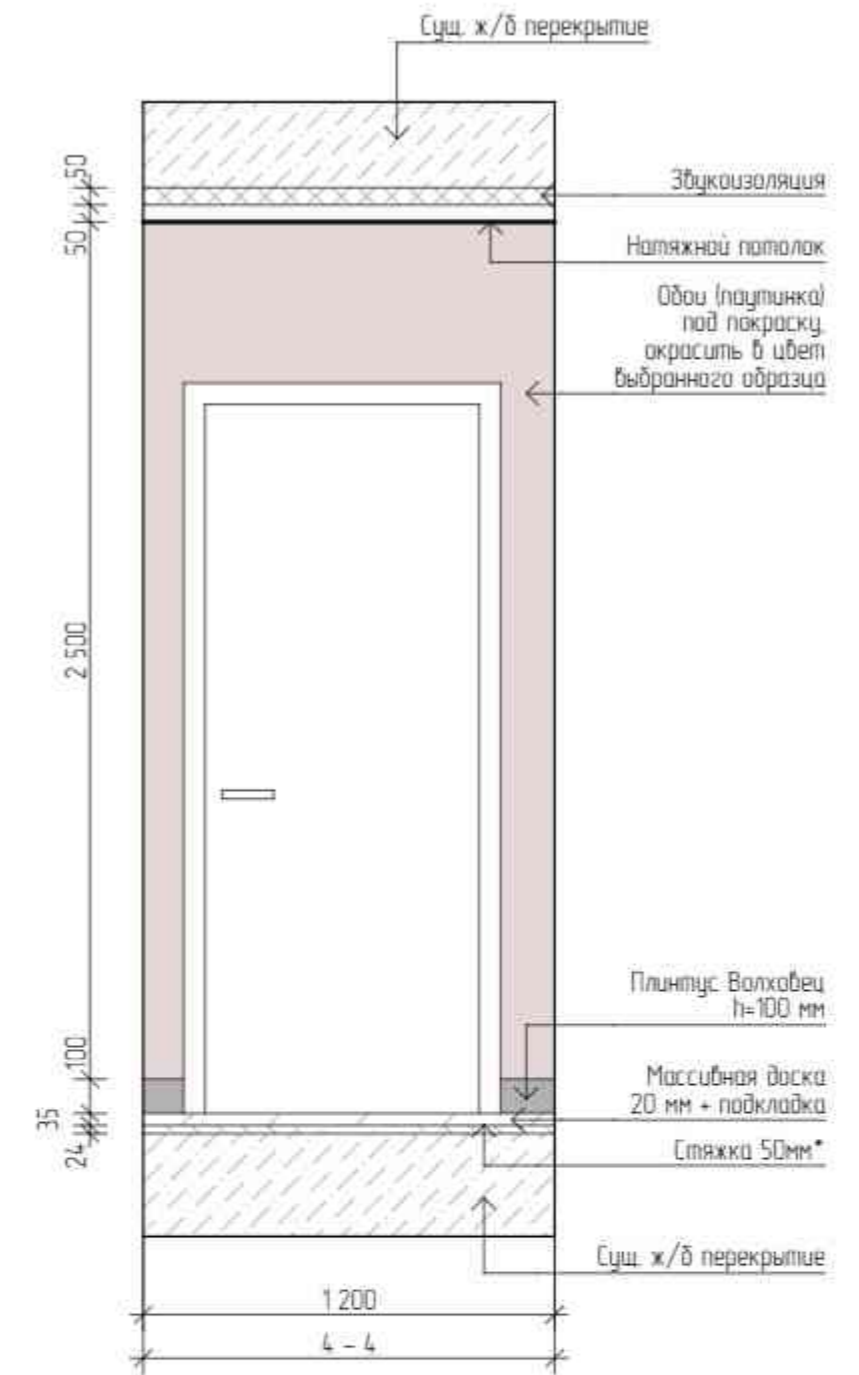 Сущ. ж/б перекрытие
50
Звукоизоляция
50
Натяжной потолок
Обои (паутинка)
под покраску,
окрасить в цвет
выбранного образца
2 500
Плинтус Волховец
h=100 мм
100
Массивная доска
20 мм + подкладка
35
24
Стяжка 50мм*
Сущ. ж/б перекрытие
1 200
4 - 4